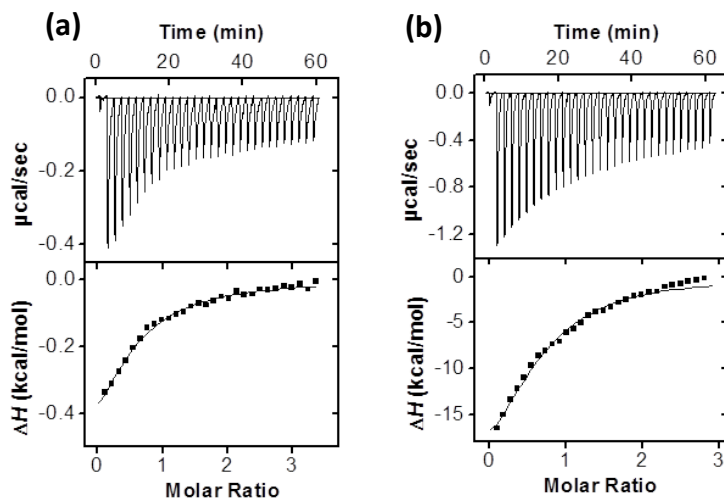 (a)
Time (min)
0 20 40 60
0.0
-0.2
-0.4
µcal/sec
0.0
-0.2
-0.4
ΔH (kcal/mol)
0 1 2 3
Molar Ratio
(b)
Time (min)
0 20 40 60
0.0
-0.4
-0.8
-1.2
µcal/sec
0
-5
-10
-15
ΔH (kcal/mol)
0 1 2 3
Molar Ratio